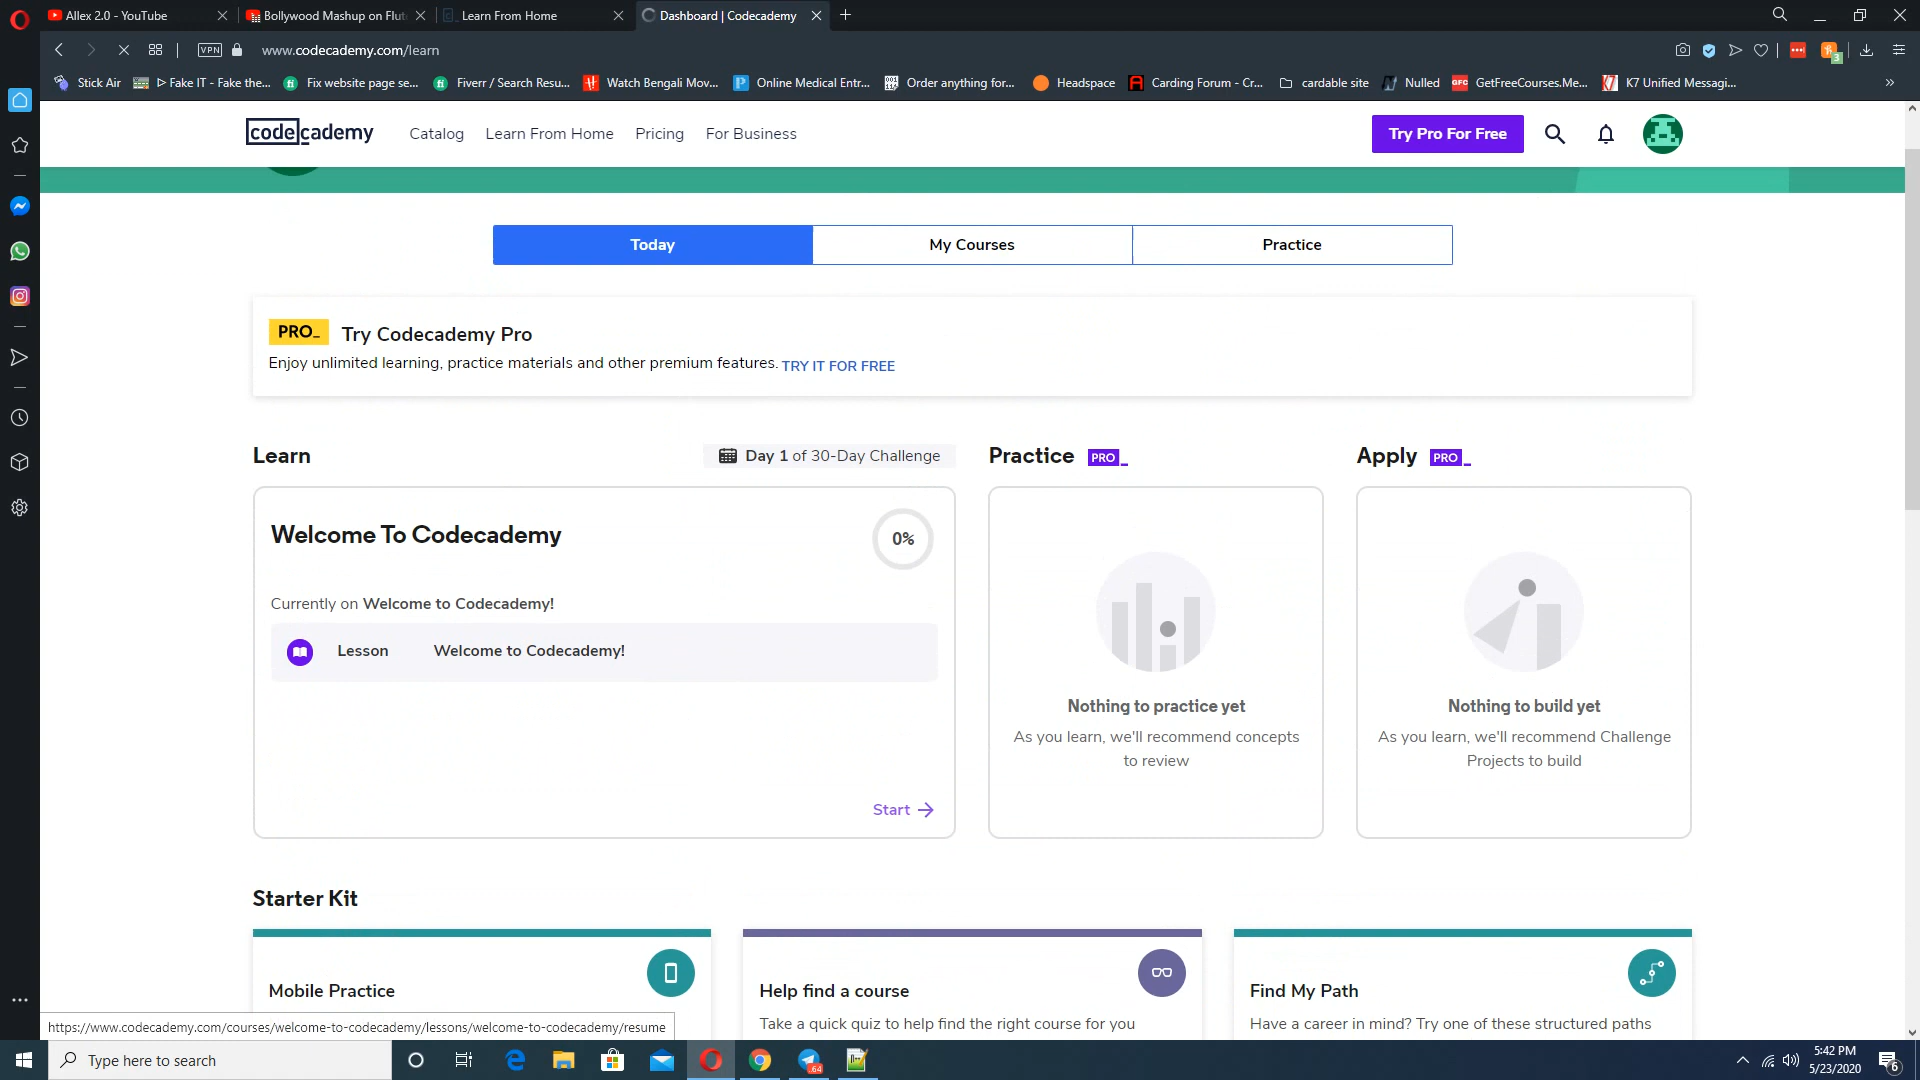 Allex 2.0 - YouTube
Bollywood Mashup on Flut
Learn From Home
Dashboard | Codecademy
VPN
www.codecademy.com/learn
3
Stick Air
ᐅ Fake IT - Fake the...
Fix website page se...
Fiverr / Search Resu...
Watch Bengali Mov...
Online Medical Entr...
Order anything for...
Headspace
Carding Forum - Cr...
cardable site
Nulled
GFC
GetFreeCourses.Me...
K7 Unified Messagi...
codecademy
Catalog
Learn From Home
Pricing
For Business
Try Pro For Free
Today
My Courses
Practice
PRO_
Try Codecademy Pro
Enjoy unlimited learning, practice materials and other premium features. TRY IT FOR FREE
Learn
Day 1 of 30-Day Challenge
Practice PRO_
Apply PRO_
Welcome To Codecademy
0%
Currently on Welcome to Codecademy!
Lesson
Welcome to Codecademy!
Start
Nothing to practice yet
As you learn, we'll recommend concepts
to review
Nothing to build yet
As you learn, we'll recommend Challenge
Projects to build
Starter Kit
Mobile Practice
Help find a course
Take a quick quiz to help find the right course for you
Find My Path
Have a career in mind? Try one of these structured paths
https://www.codecademy.com/courses/welcome-to-codecademy/lessons/welcome-to-codecademy/resume
Type here to search
.64
5:42 PM
5/23/2020
6